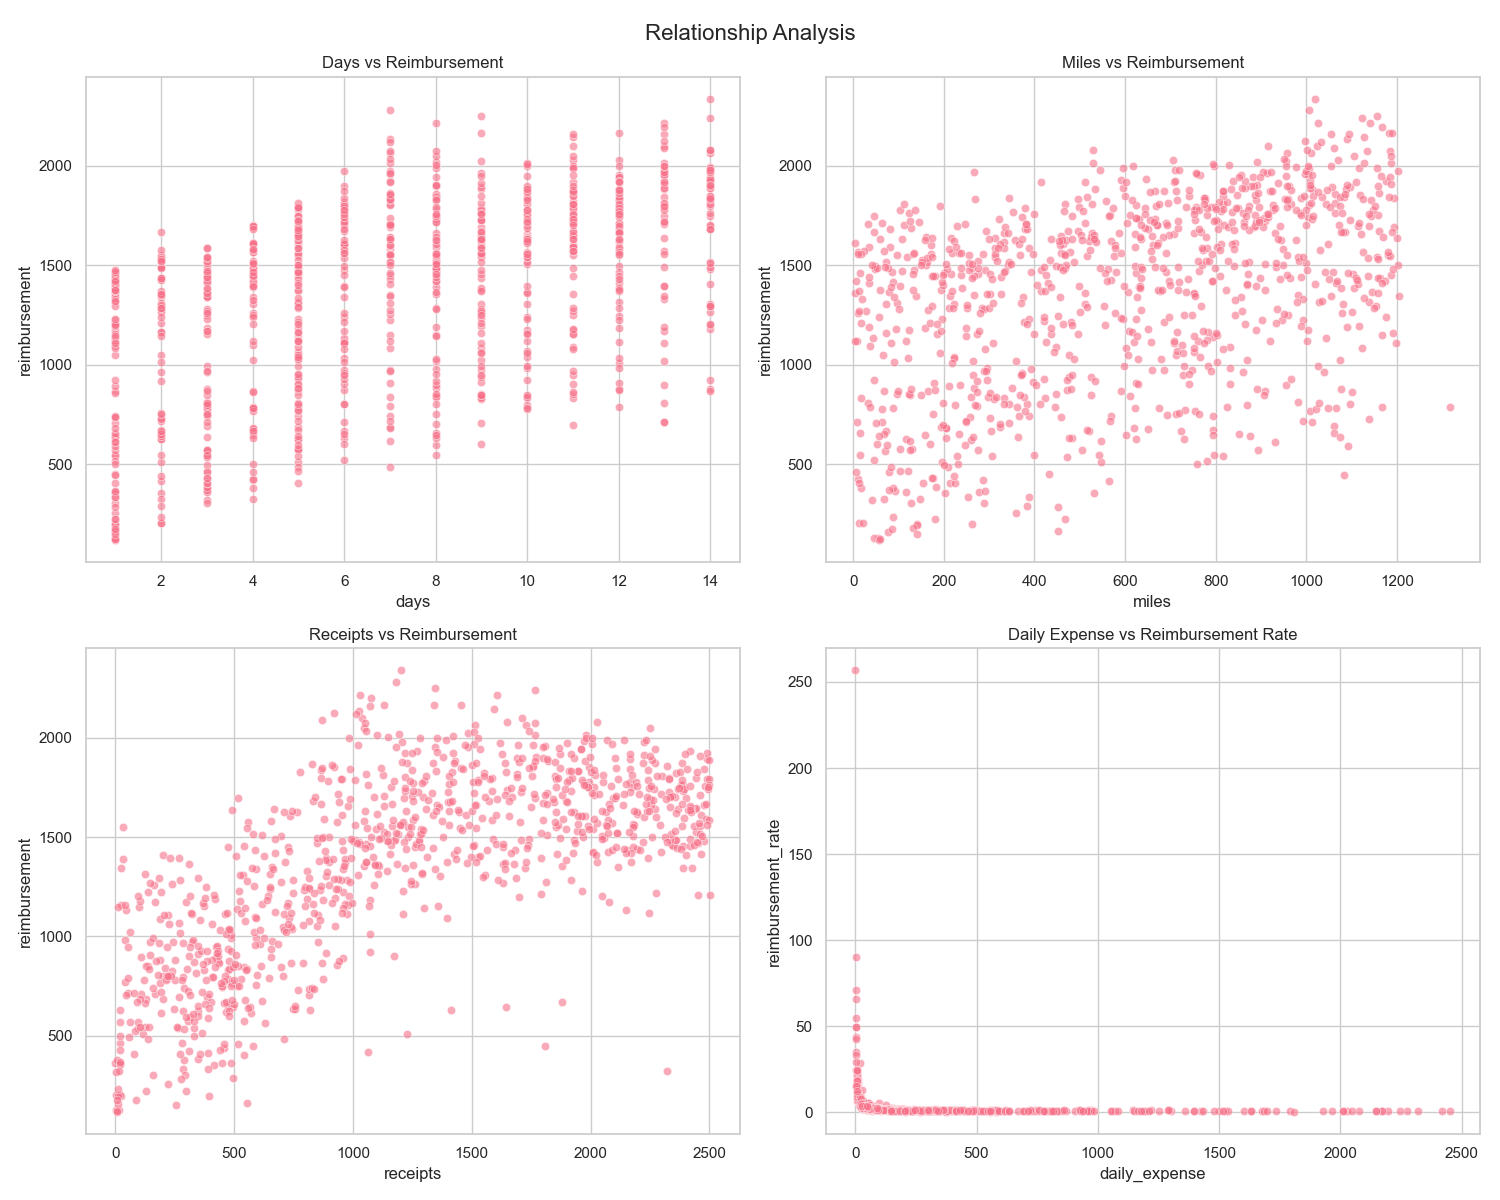 Relationship Analysis
Days vs Reimbursement
reimbursement
2000
1500
1000
500
2 4 6 8 10 12 14
days
Miles vs Reimbursement
reimbursement
2000
1500
1000
500
0 200 400 600 800 1000 1200
miles
Receipts vs Reimbursement
reimbursement
2000
1500
1000
500
0 500 1000 1500 2000 2500
receipts
Daily Expense vs Reimbursement Rate
reimbursement_rate
250
200
150
100
50
0
0 500 1000 1500 2000 2500
daily_expense